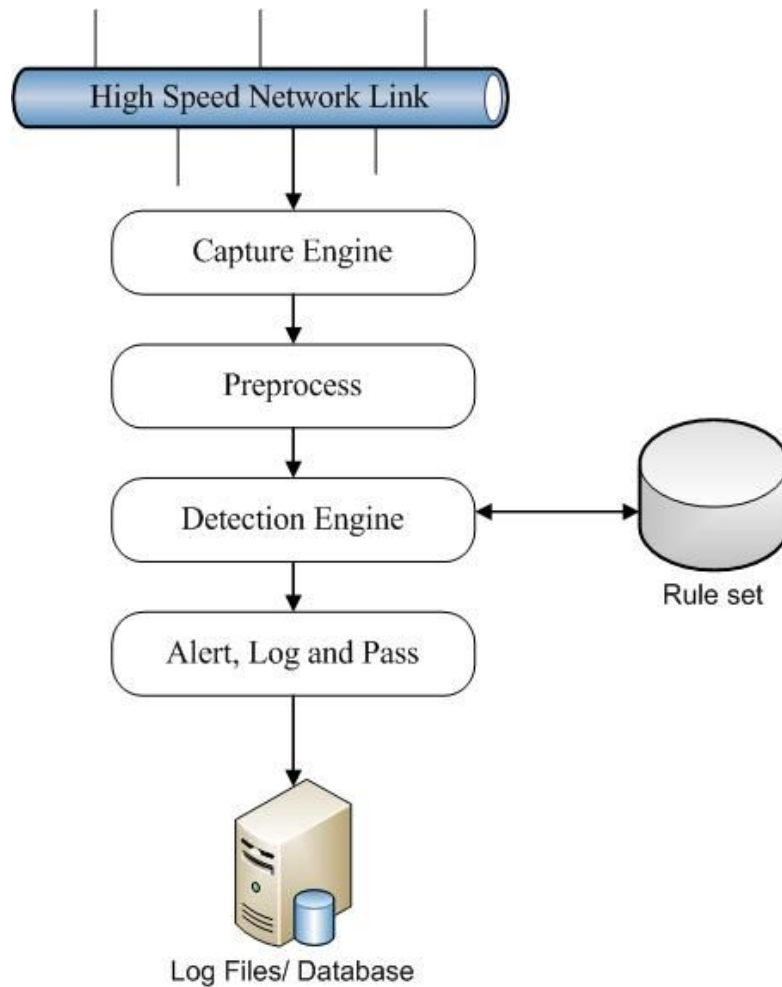 High Speed Network Link
Capture Engine
Preprocess
Detection Engine
Rule set
Alert, Log and Pass
Log Files/ Database